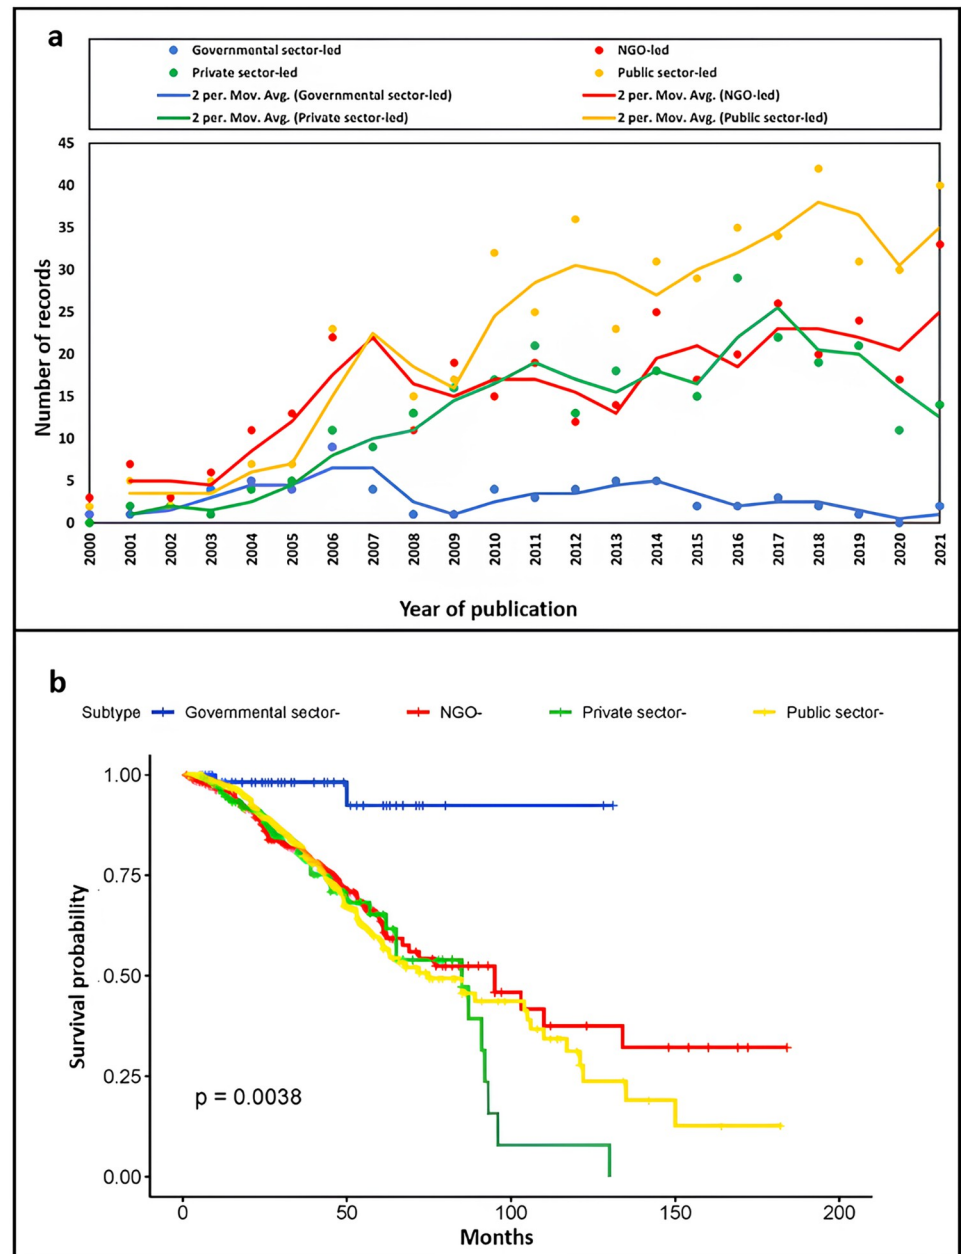 a
Governmental sector-led NGO-led
Private sector-led Public sector-led
2 per. Mov. Avg. (Governmental sector-led) 2 per. Mov. Avg. (NGO-led)
2 per. Mov. Avg. (Private sector-led) 2 per. Mov. Avg. (Public sector-led)
45
40
35
30
25
20
15
10
5
0
Number of records
2000 2001 2002 2003 2004 2005 2006 2007 2008 2009 2010 2011 2012 2013 2014 2015 2016 2017 2018 2019 2020 2021
Year of publication
b
Subtype Governmental sector- NGO- Private sector- Public sector-
1.00
0.75
0.50
0.25
0.00
Survival probability
p = 0.0038
0 50 100 150 200
Months